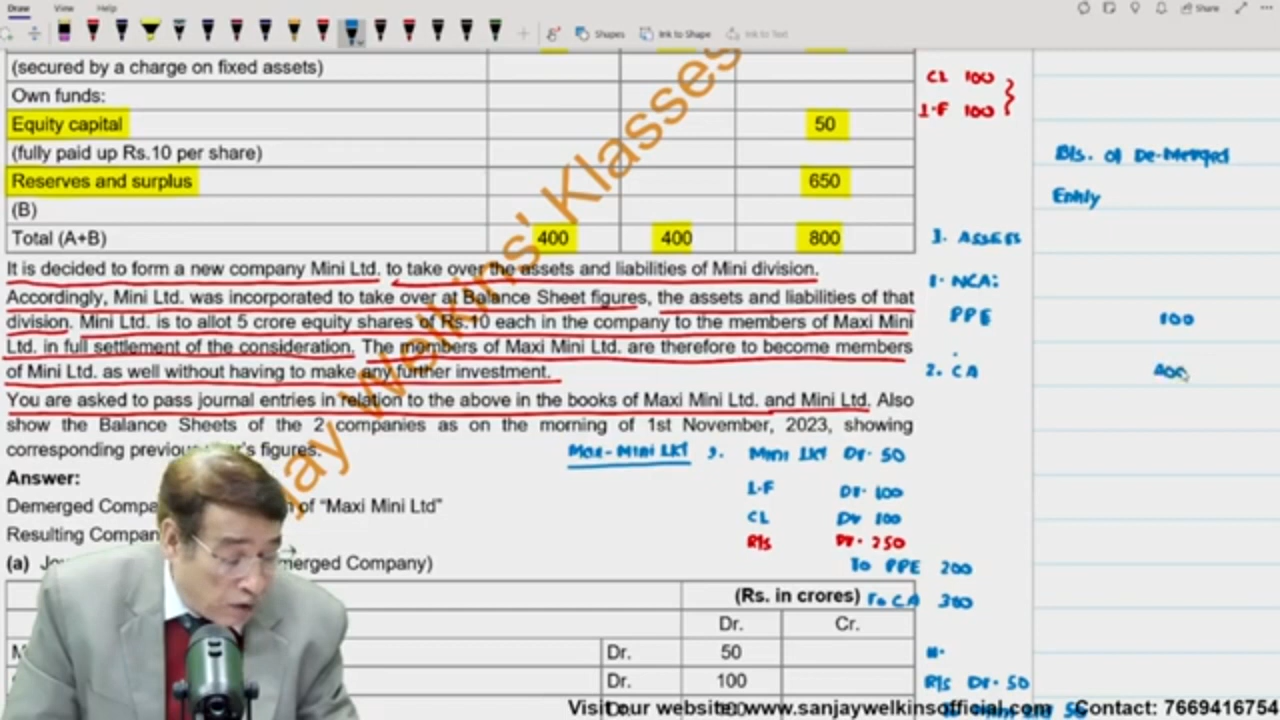 Draw View Help
Share
Shapes Ink to Shape Ink to Text
(secured by a charge on fixed assets)
Own funds:
Equity capital 50
(fully paid up Rs.10 per share)
Reserves and surplus 650
(B)
Total (A+B) 400 400 800
It is decided to form a new company Mini Ltd. to take over the assets and liabilities of Mini division.
Accordingly, Mini Ltd. was incorporated to take over at Balance Sheet figures, the assets and liabilities of that
division. Mini Ltd. is to allot 5 crore equity shares of Rs.10 each in the company to the members of Maxi Mini
Ltd. in full settlement of the consideration. The members of Maxi Mini Ltd. are therefore to become members
of Mini Ltd. as well without having to make any further investment.
You are asked to pass journal entries in relation to the above in the books of Maxi Mini Ltd. and Mini Ltd. Also
show the Balance Sheets of the 2 companies as on the morning of 1st November, 2023, showing
corresponding previou 's figures.
Answer:
Demerged Compa n of “Maxi Mini Ltd”
Resulting Compan
(a) Jo merged Company)
(Rs. in crores)
Dr. Cr.
M Dr. 50
Dr. 100
Dr.
Sanjay Welkins' Klasses
CL 100
L.F 100
Bls. of De-Merged
Entity
I. ASSETS
1. NCA:
PPE 100
2. CA 400
Max-Mini LKT Mini LKT Dr. 50
L.F Dr. 100
CL Dr 100
R/s Dr. 250
To PPE 200
To CA 300
R/s Dr. 50
Visit our website: www.sanjaywelkinsofficial.com Contact: 7669416754